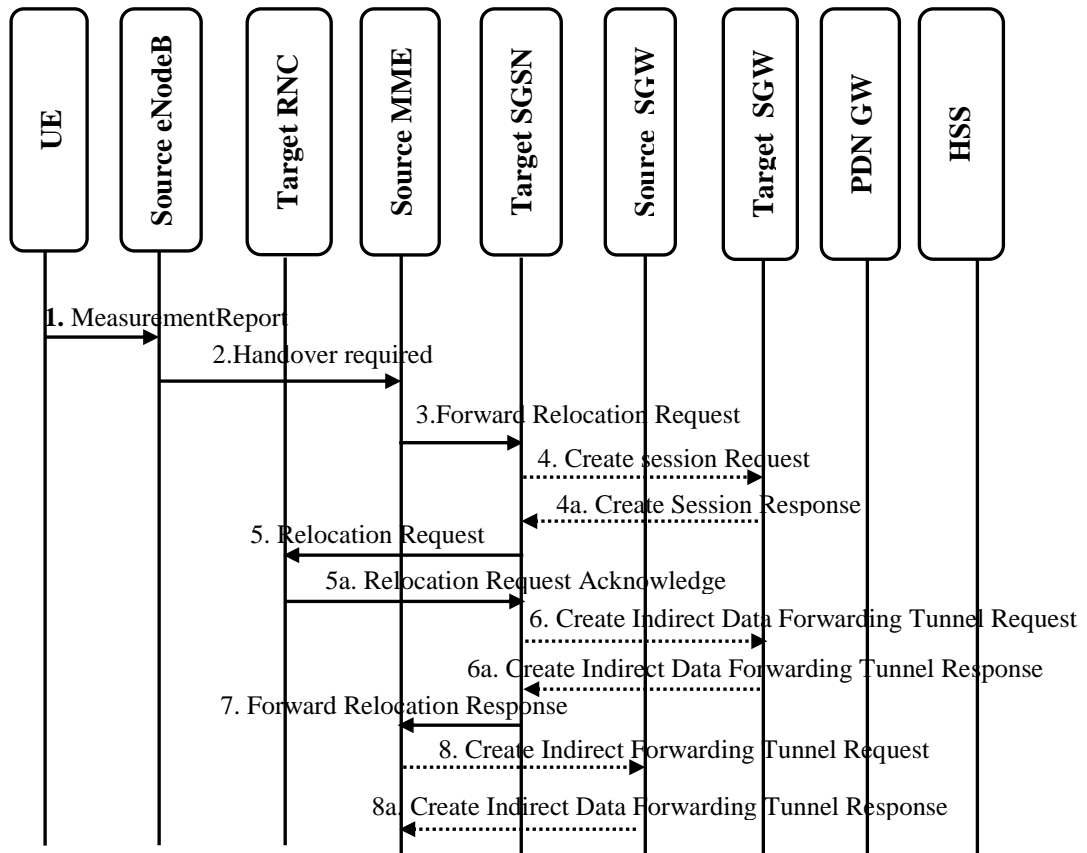 UE
Source eNodeB
Target RNC
Source MME
Target SGSN
Source SGW
Target SGW
PDN GW
HSS
1. MeasurementReport
2.Handover required
3.Forward Relocation Request
4. Create session Request
4a. Create Session Response
5. Relocation Request
5a. Relocation Request Acknowledge
6. Create Indirect Data Forwarding Tunnel Request
6a. Create Indirect Data Forwarding Tunnel Response
7. Forward Relocation Response
8. Create Indirect Forwarding Tunnel Request
8a. Create Indirect Data Forwarding Tunnel Response